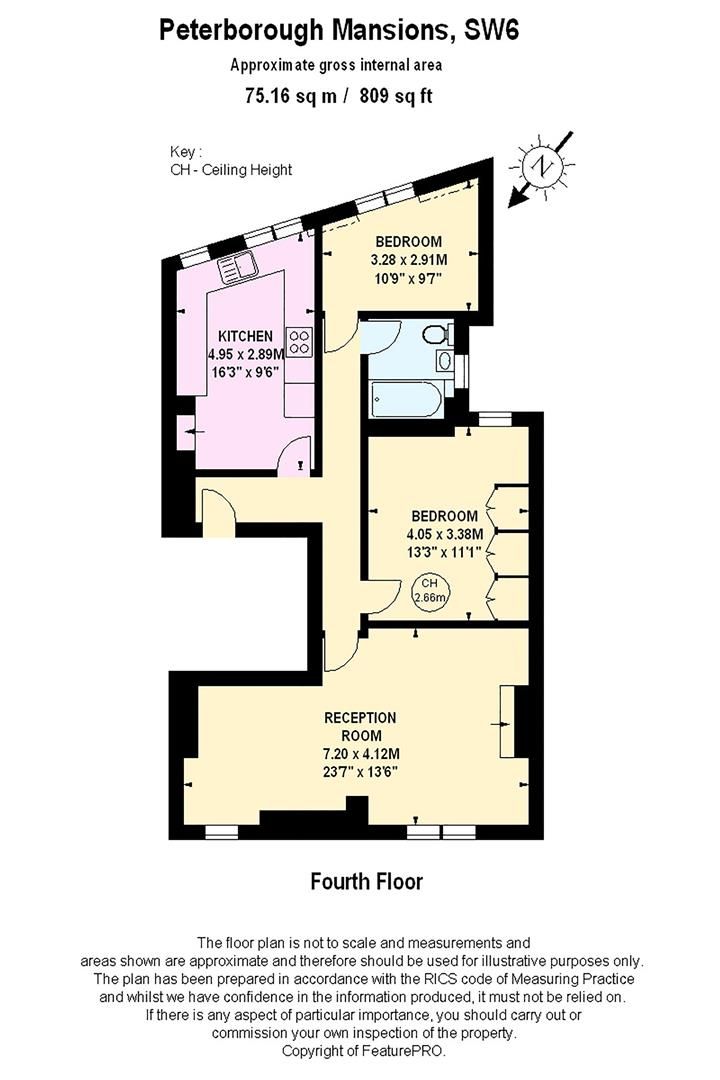 Peterborough Mansions, SW6
Approximate gross internal area
75.16 sq m / 809 sq ft
Key :
CH - Ceiling Height
N
BEDROOM
3.28 x 2.91M
10'9" x 9'7"
KITCHEN
4.95 x 2.89M
16'3" x 9'6"
BEDROOM
4.05 x 3.38M
13'3" x 11'1"
CH
2.66m
RECEPTION
ROOM
7.20 x 4.12M
23'7" x 13'6"
Fourth Floor
The floor plan is not to scale and measurements and
areas shown are approximate and therefore should be used for illustrative purposes only.
The plan has been prepared in accordance with the RICS code of Measuring Practice
and whilst we have confidence in the information produced, it must not be relied on.
If there is any aspect of particular importance, you should carry out or
commission your own inspection of the property.
Copyright of FeaturePRO.